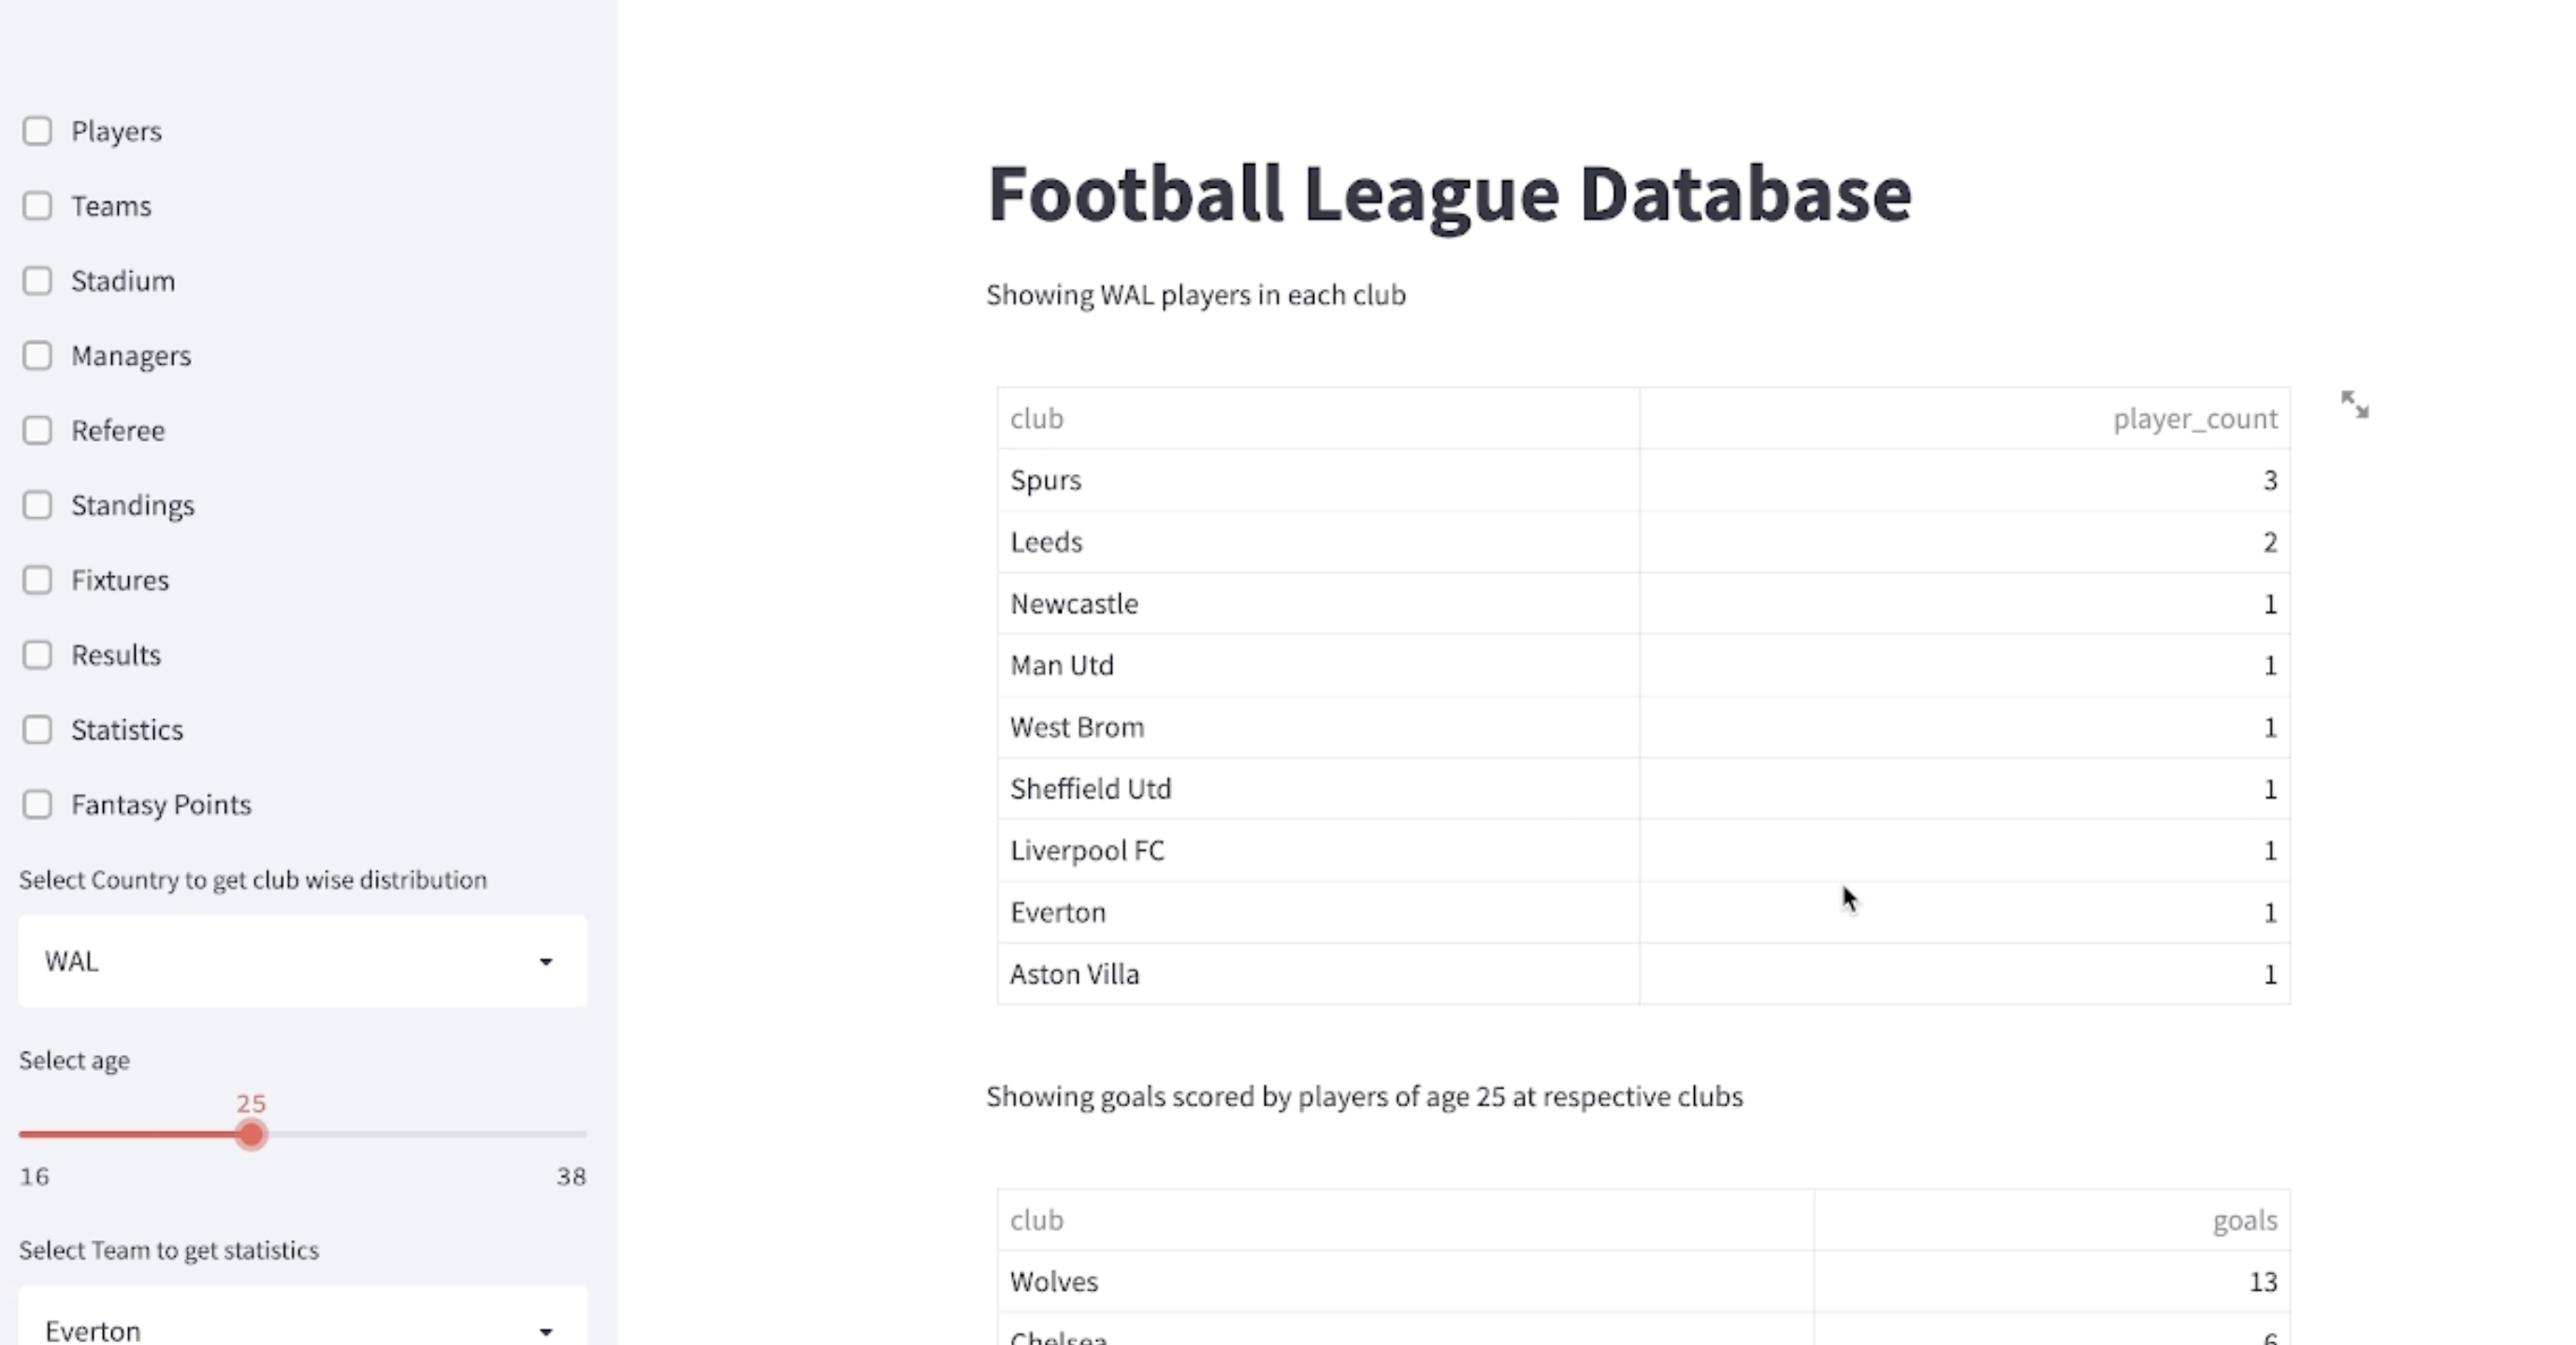 Players
Teams
Stadium
Managers
Referee
Standings
Fixtures
Results
Statistics
Fantasy Points
Select Country to get club wise distribution
WAL
Select age
25
16 38
Select Team to get statistics
Everton
Football League Database
Showing WAL players in each club
club player_count
Spurs 3
Leeds 2
Newcastle 1
Man Utd 1
West Brom 1
Sheffield Utd 1
Liverpool FC 1
Everton 1
Aston Villa 1
Showing goals scored by players of age 25 at respective clubs
club goals
Wolves 13
Chelsea 6